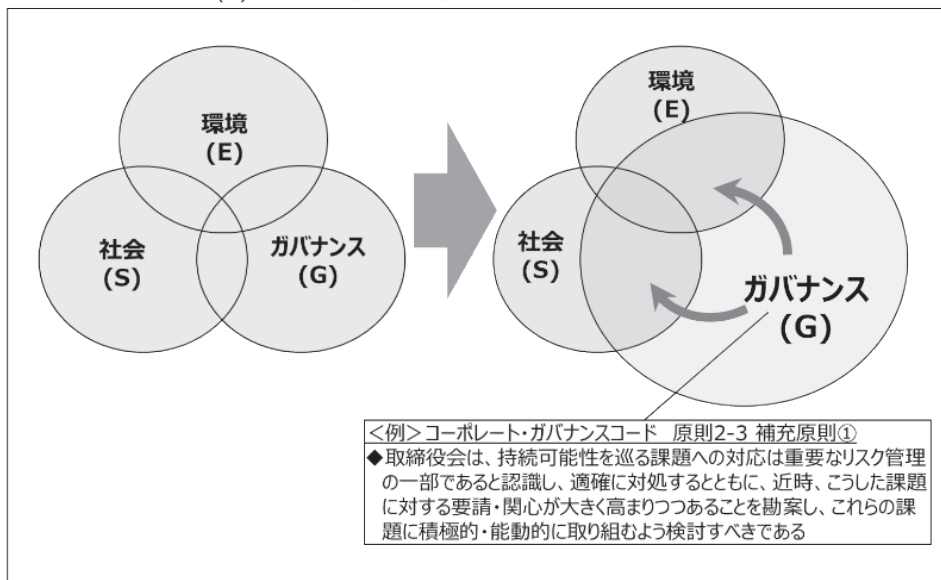 環境
(E)
社会
(S)
ガバナンス
(G)
環境
(E)
社会
(S)
ガバナンス
(G)
<例>コーポレート・ガバナンスコード 原則2-3 補充原則①
◆取締役会は、持続可能性を巡る課題への対応は重要なリスク管理
の一部であると認識し、適確に対処するとともに、近時、こうした課題
に対する要請・関心が大きく高まりつつあることを勘案し、これらの課
題に積極的・能動的に取り組むよう検討すべきである